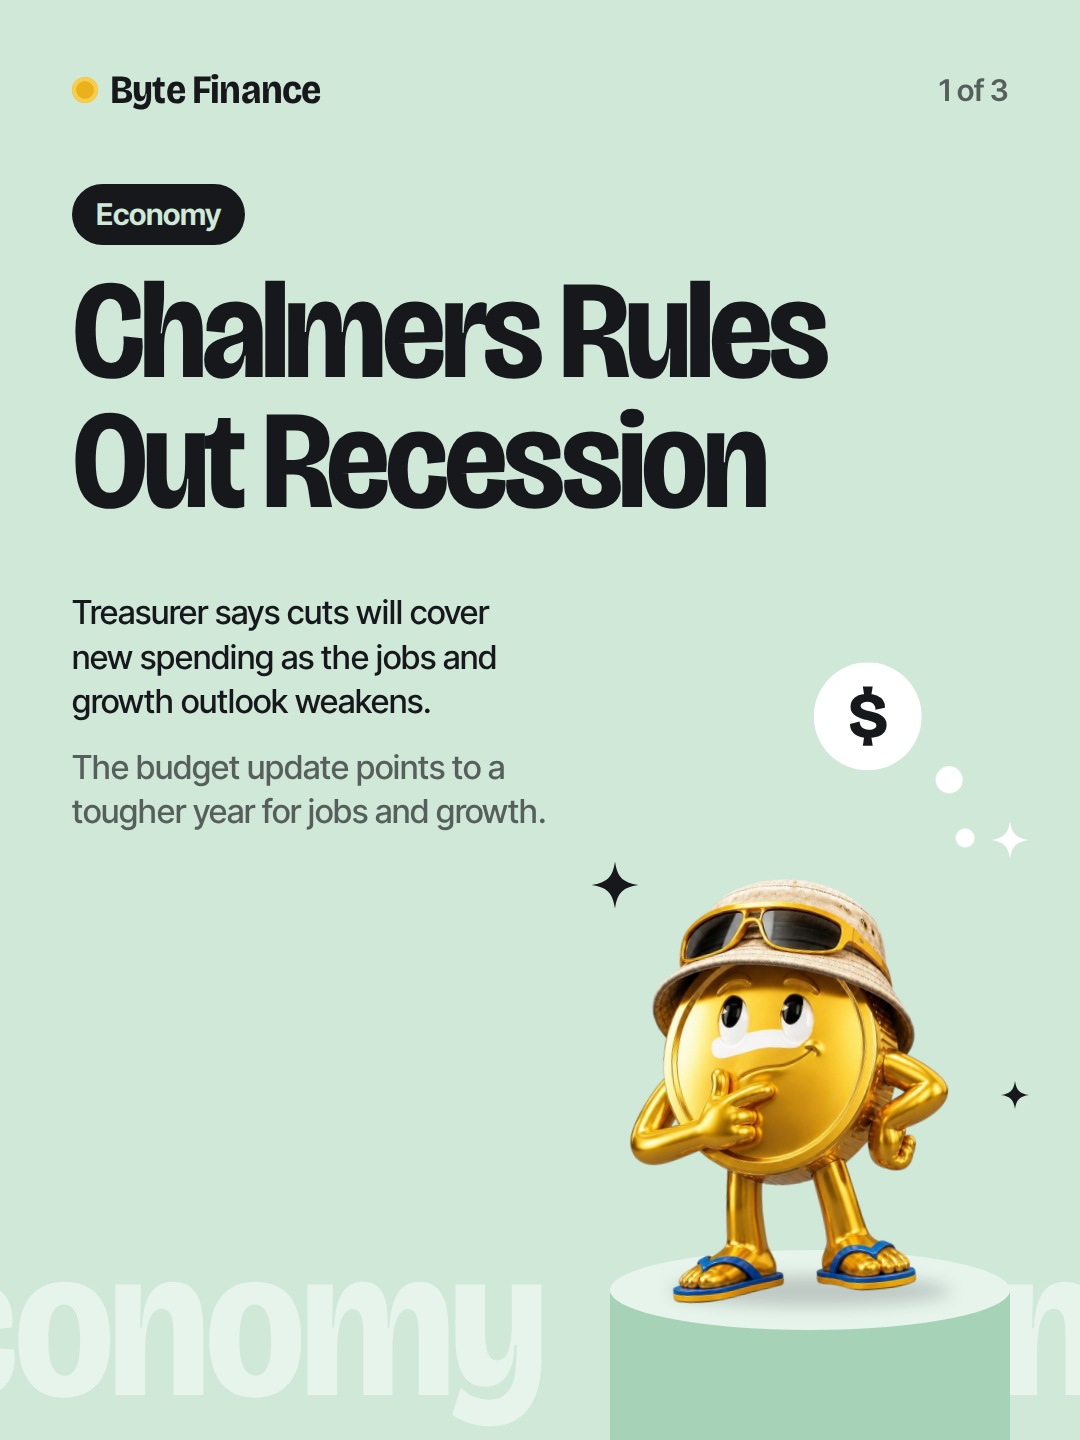 Byte Finance
1 of 3
Economy
Chalmers Rules
Out Recession
Treasurer says cuts will cover
new spending as the jobs and
growth outlook weakens.
The budget update points to a
tougher year for jobs and growth.
$
conomy
n